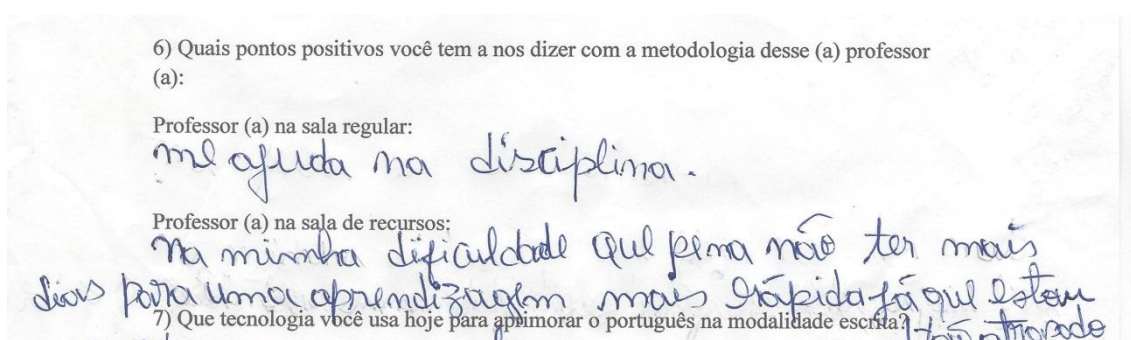 6) Quais pontos positivos você tem a nos dizer com a metodologia desse (a) professor
(a):
Professor (a) na sala regular:
me ajuda na disciplina.
Professor (a) na sala de recursos:
na minha dificuldade que pena não ter mais
dias para uma aprendizagem mais rápida já que estou
7) Que tecnologia você usa hoje para aprimorar o português na modalidade escrita?
tão atrasado